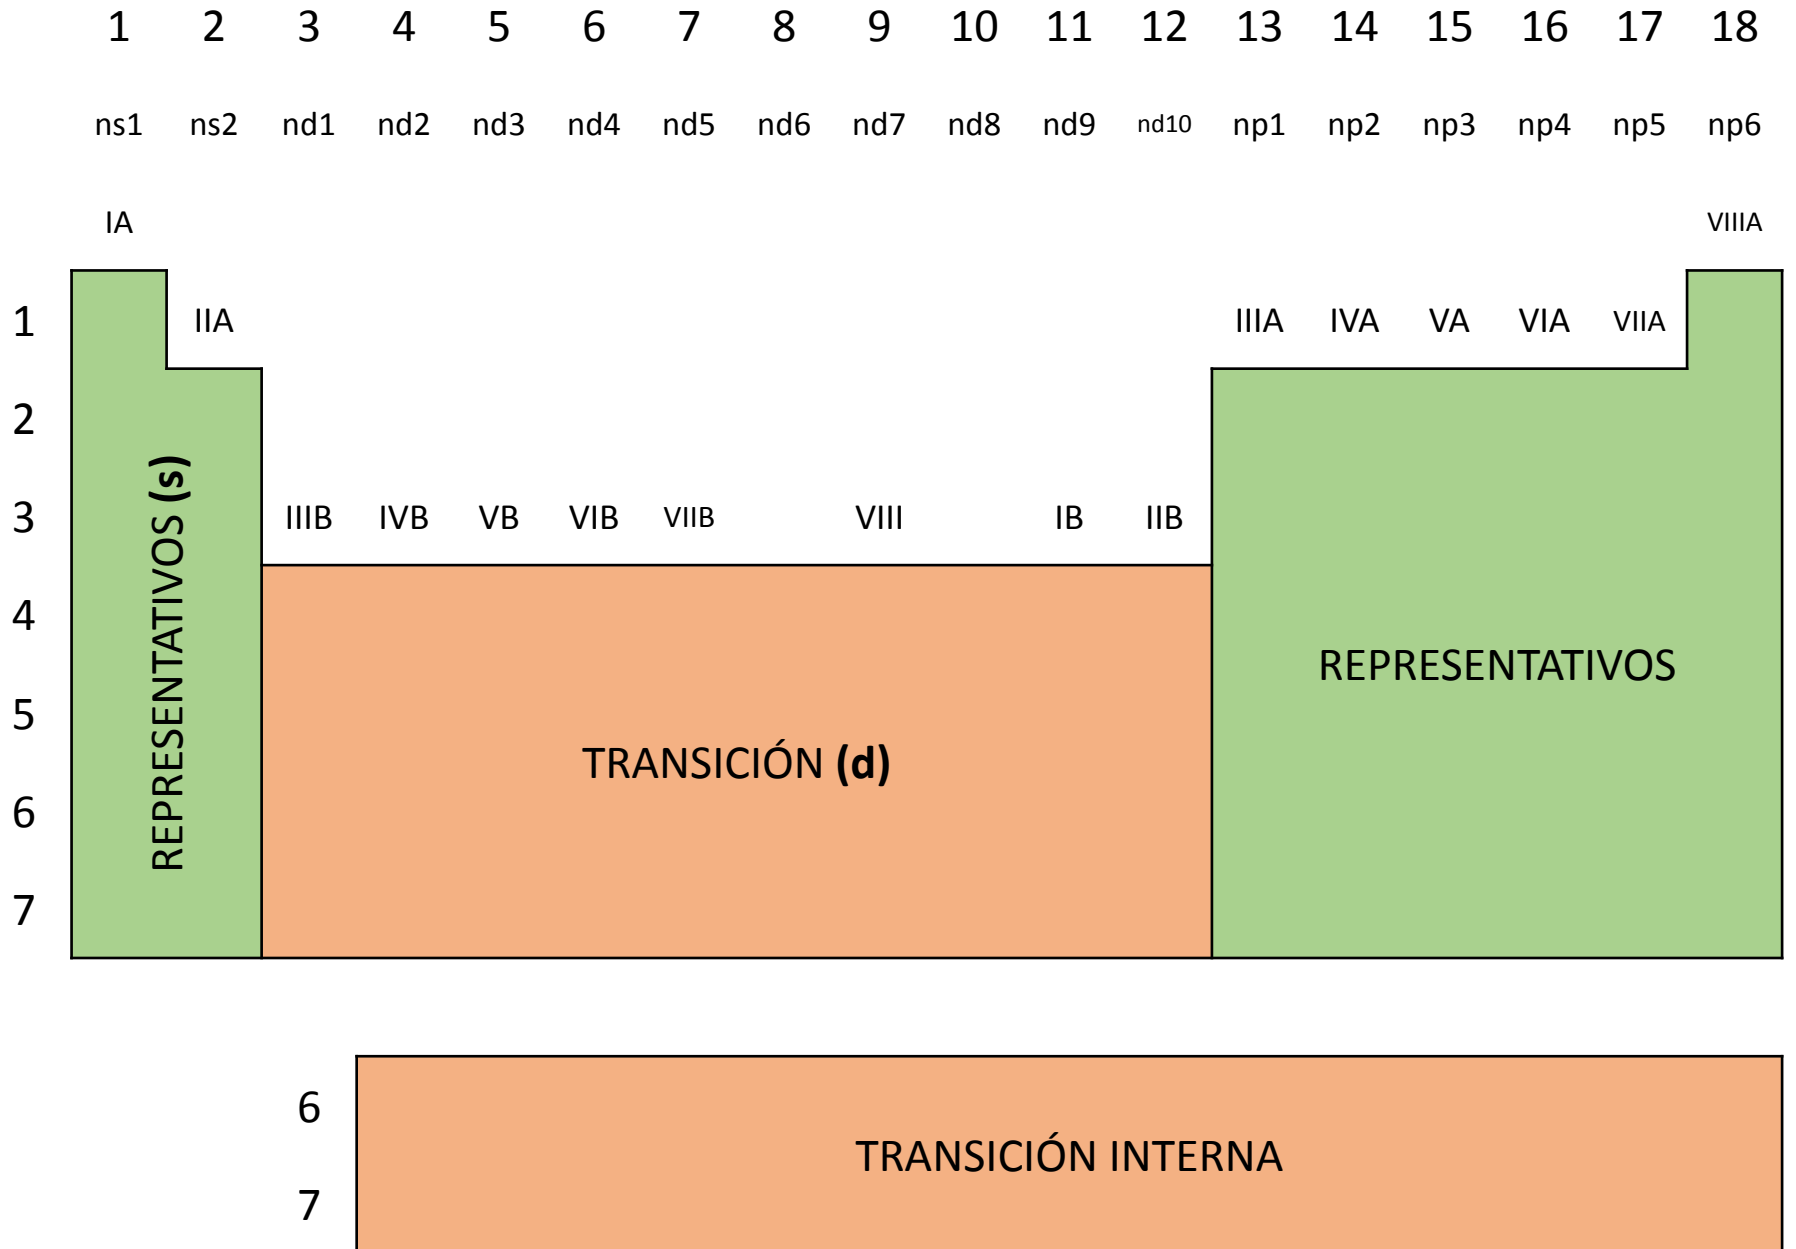 1 2 3 4 5 6 7 8 9 10 11 12 13 14 15 16 17 18
ns1 ns2 nd1 nd2 nd3 nd4 nd5 nd6 nd7 nd8 nd9 nd10 np1 np2 np3 np4 np5 np6
IA VIIIA
1 IIA IIIA IVA VA VIA VIIA
2
3 IIIB IVB VB VIB VIIB VIII IB IIB
4
REPRESENTATIVOS (s)
REPRESENTATIVOS
5
TRANSICIÓN (d)
6
7
6
TRANSICIÓN INTERNA
7